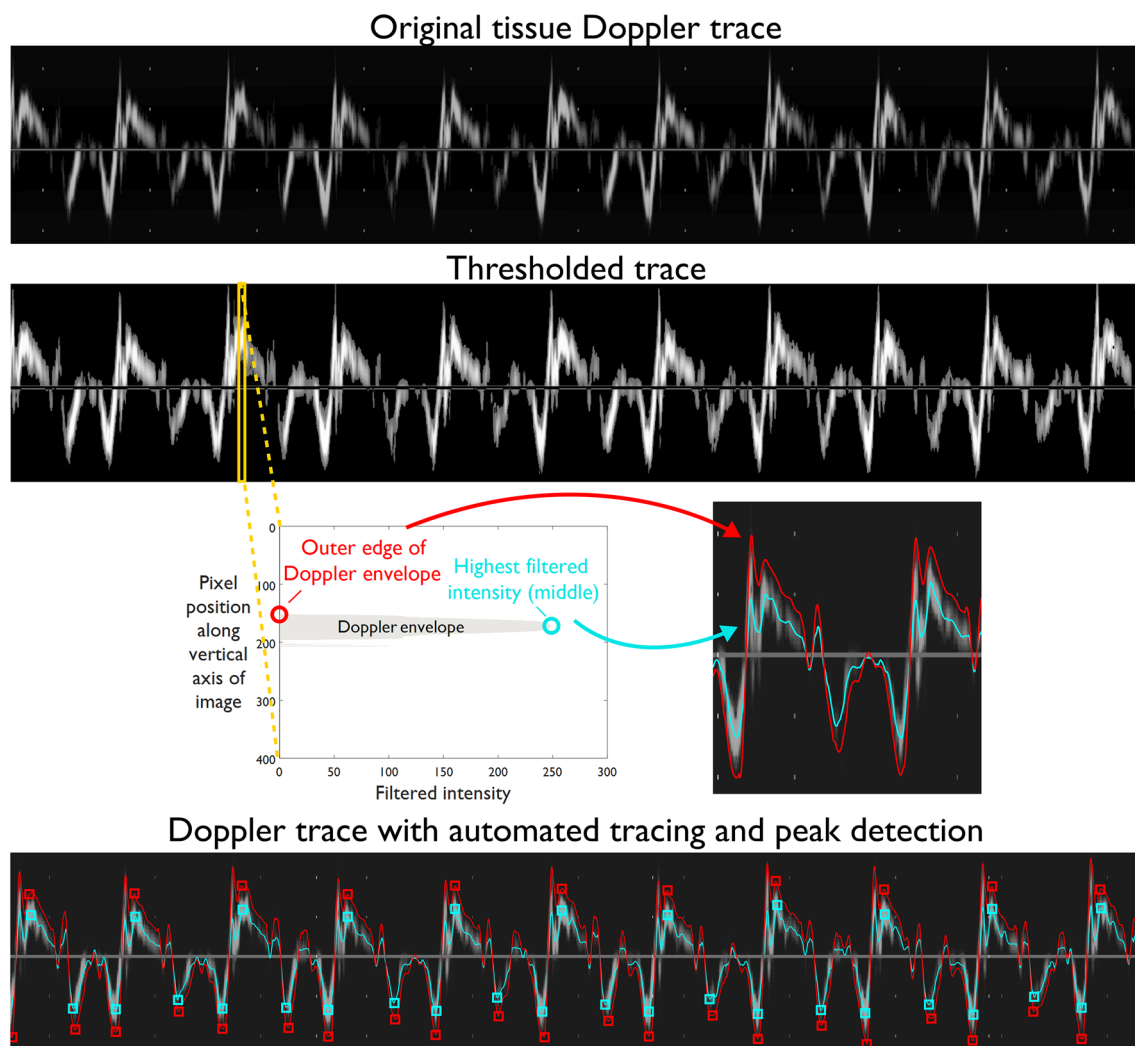 Original tissue Doppler trace
Thresholded trace
0
Outer edge of
Doppler envelope
Highest filtered
intensity (middle)
Pixel
position
along
vertical
axis of
image
100
Doppler envelope
200
300
400
0
50
100
150
200
250
300
Filtered intensity
Doppler trace with automated tracing and peak detection